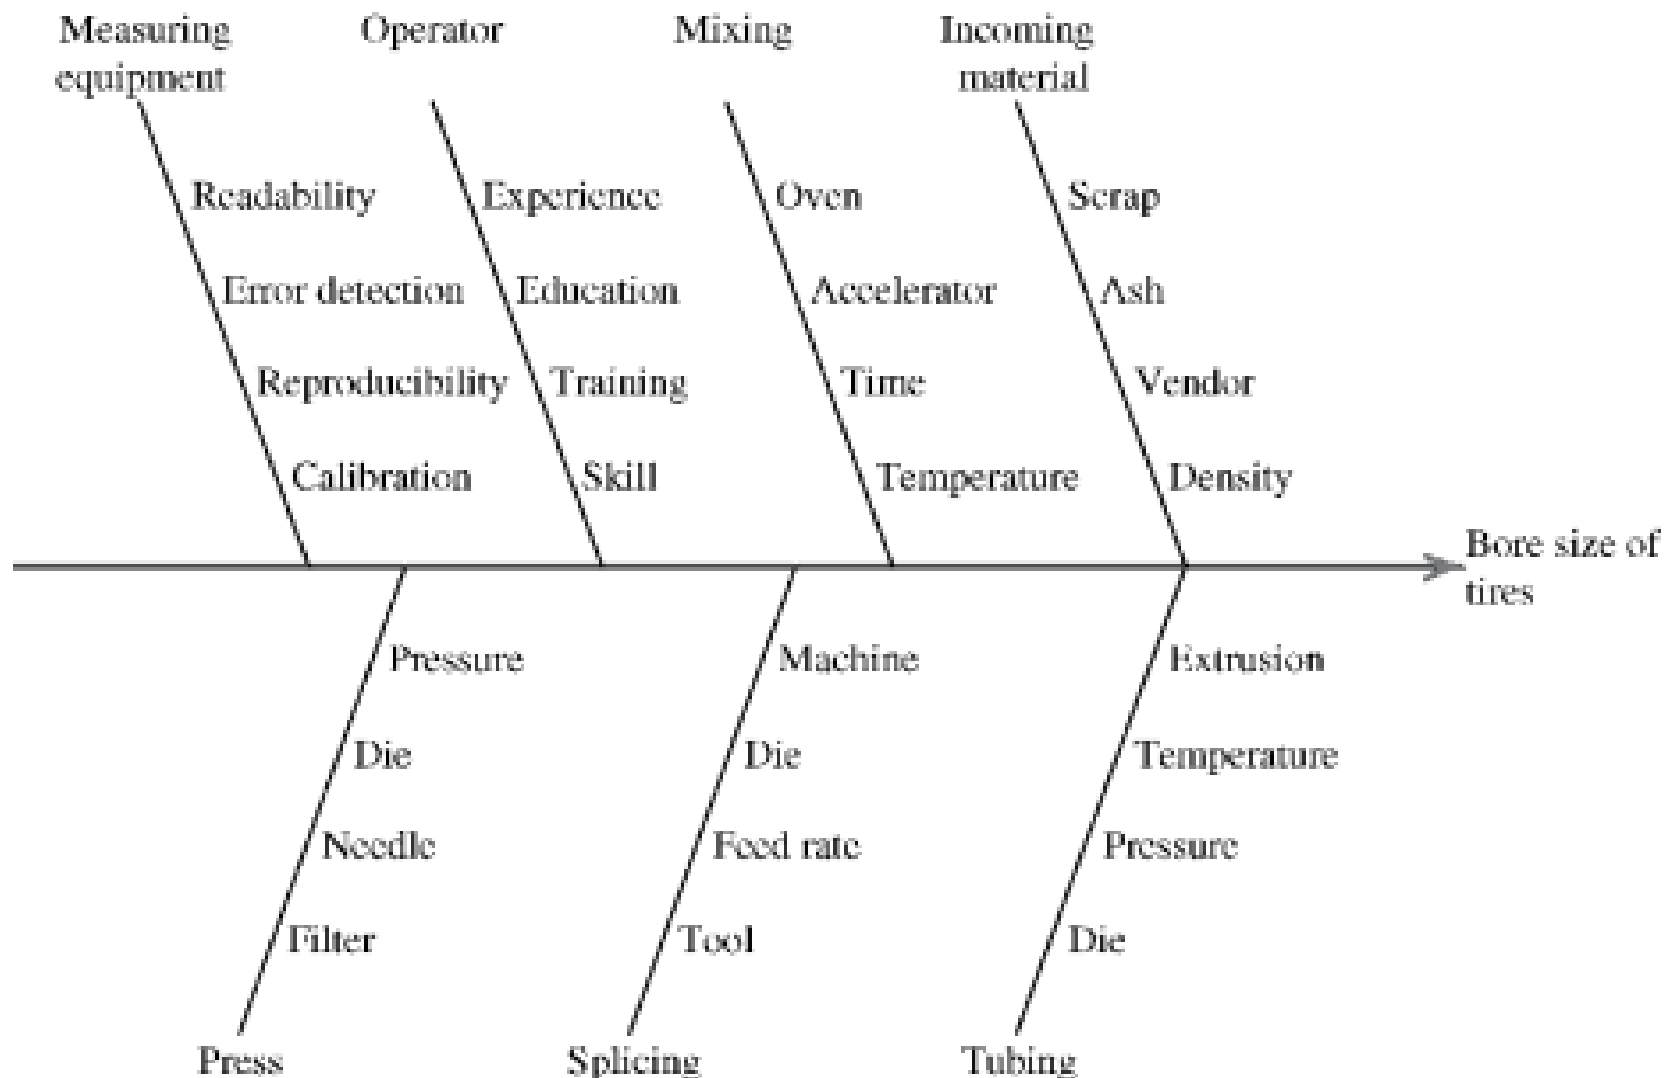 Measuring
equipment
Operator
Mixing
Incoming
material
Readability
Experience
Oven
Scrap
Error detection
Education
Accelerator
Ash
Reproducibility
Training
Time
Vendor
Calibration
Skill
Temperature
Density
Bore size of
tires
Pressure
Machine
Extrusion
Die
Die
Temperature
Needle
Feed rate
Pressure
Filter
Tool
Die
Press
Splicing
Tubing